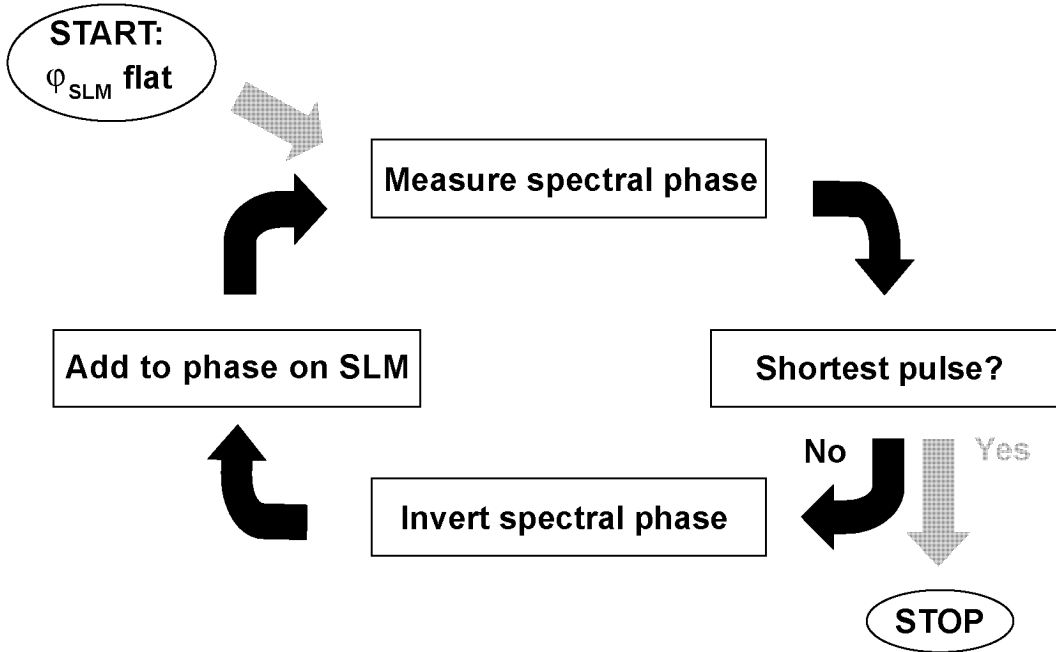 START:
φSLM flat
Measure spectral phase
Add to phase on SLM
Shortest pulse?
No
Yes
Invert spectral phase
STOP